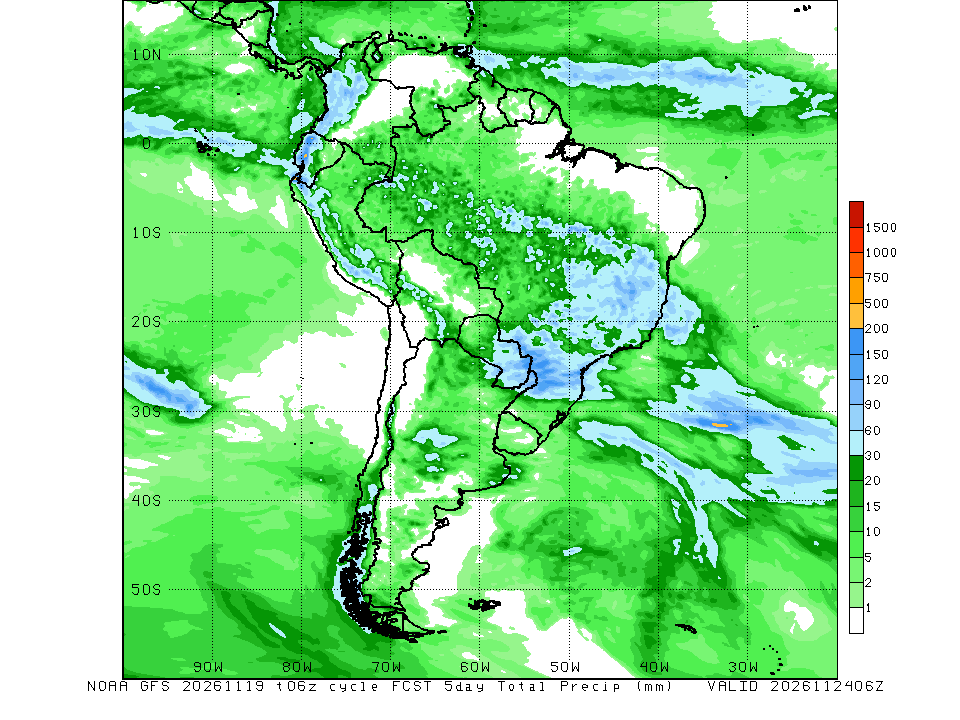 10N
0
10S
20S
30S
40S
50S
90W 80W 70W 60W 50W 40W 30W
1500
1000
750
500
200
150
120
90
60
30
20
15
10
5
2
1
NOAA GFS 20261119 t06z cycle FCST 5day Total Precip (mm) VALID 2026112406Z